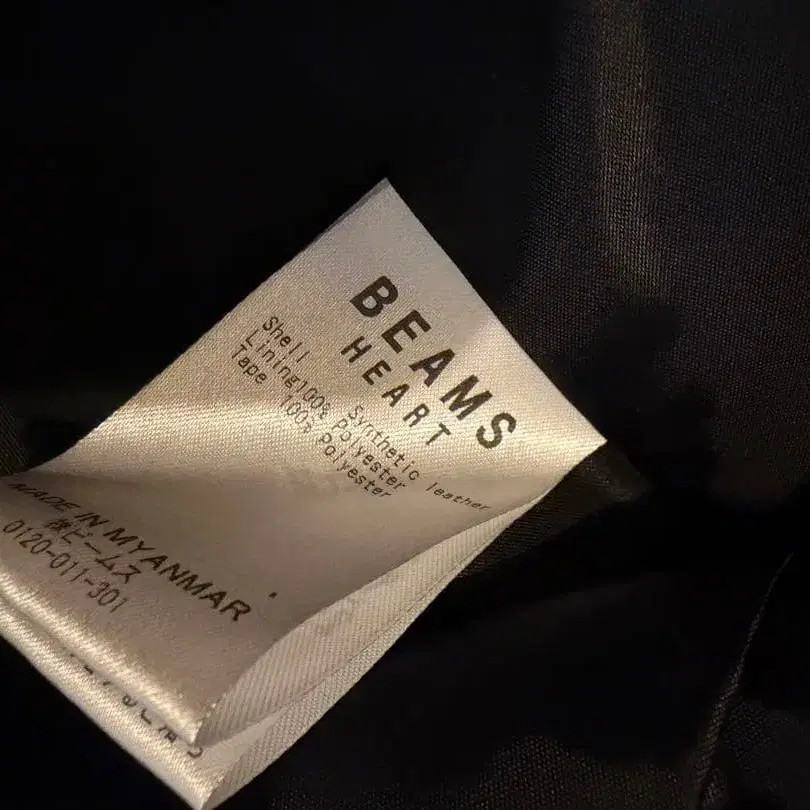 BEAMS
HEART
Shell Synthetic leather
Lining100% Polyester
Tape 100% Polyester
MADE IN MYANMAR
㈱ビームス
0120-011-301